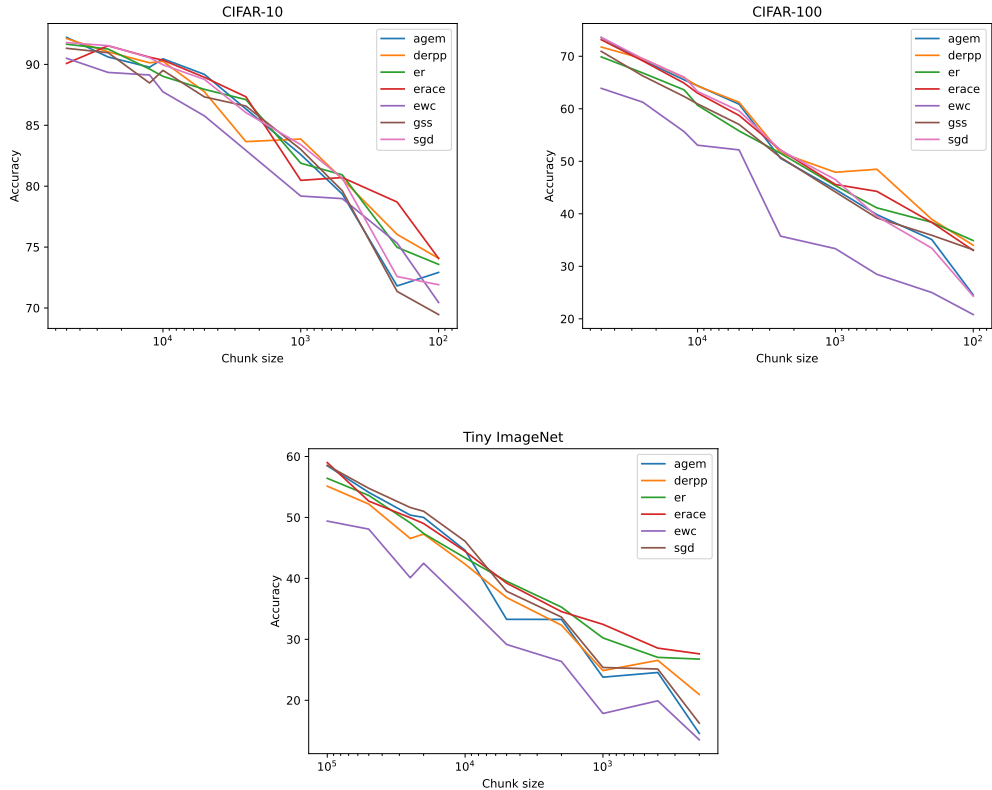 CIFAR-10
agem
derpp
er
erace
ewc
gss
sgd
90
85
80
75
70
Accuracy
10⁴
10³
10²
Chunk size
CIFAR-100
agem
derpp
er
erace
ewc
gss
sgd
70
60
50
40
30
20
Accuracy
10⁴
10³
10²
Chunk size
Tiny ImageNet
agem
derpp
er
erace
ewc
sgd
60
50
40
30
20
Accuracy
10⁵
10⁴
10³
Chunk size